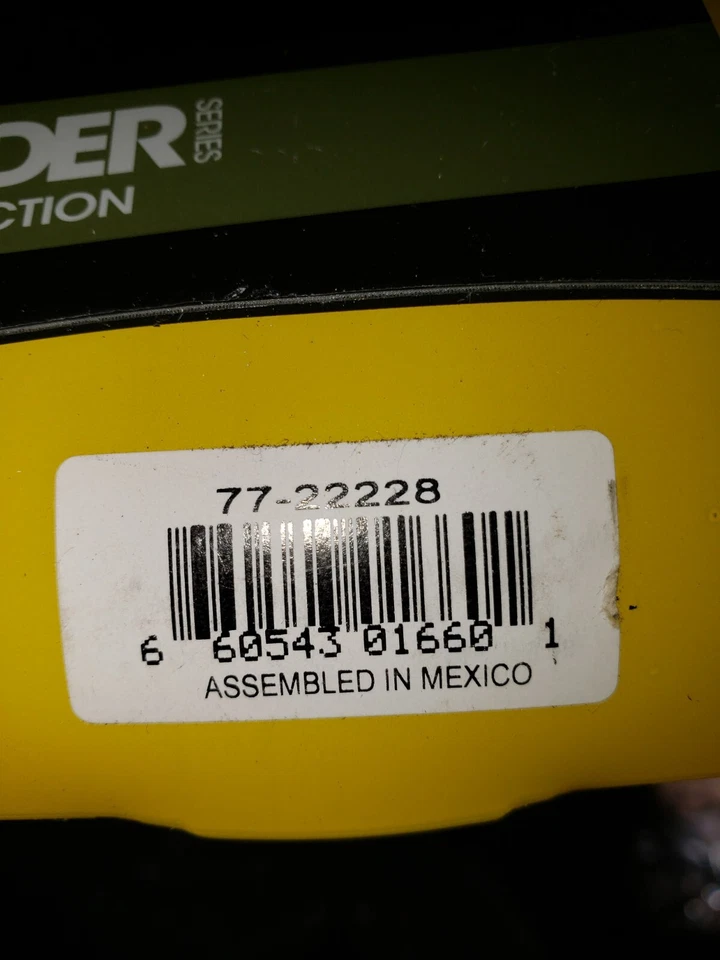 DER SERIES
CTION
77-22228
6 60543 01660 1
ASSEMBLED IN MEXICO